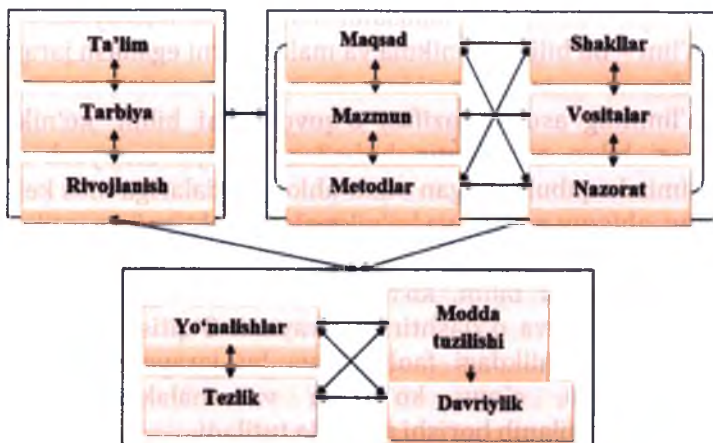 Ta’lim
Tarbiya
Rivojlanish
Maqsad
Mazmun
Metodlar
Shakllar
Vositalar
Nazorat
Yo‘nalishlar
Tezlik
Modda
tuzilishi
Davriylik